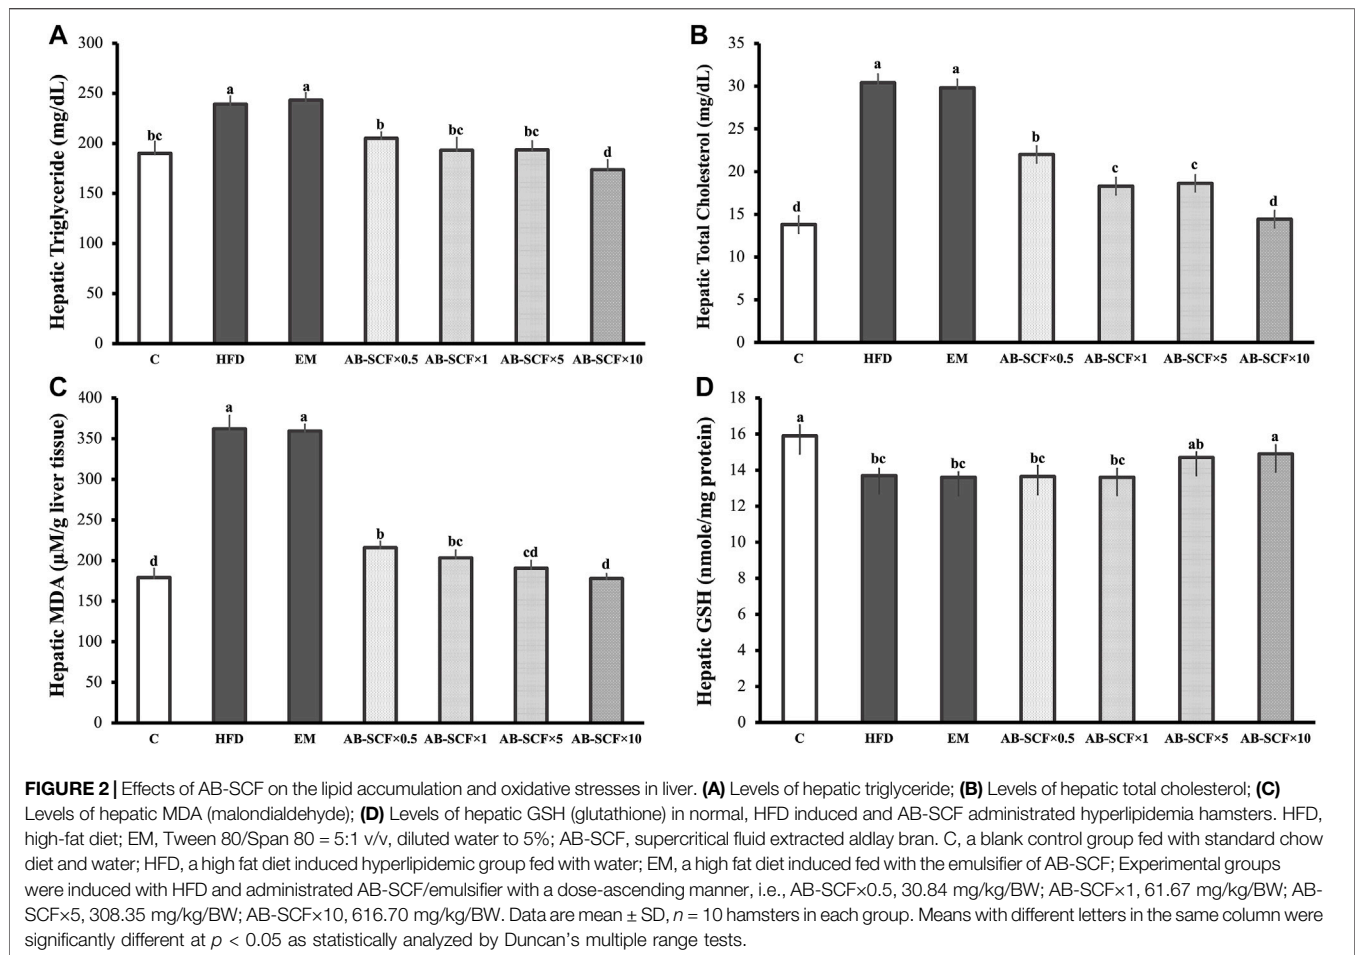 A
Hepatic Triglyceride (mg/dL)
300
250
200
150
100
50
0
bc
a
a
b
bc
bc
d
C HFD EM AB-SCF×0.5 AB-SCF×1 AB-SCF×5 AB-SCF×10
B
Hepatic Total Cholesterol (mg/dL)
35
30
25
20
15
10
5
0
d
a
a
b
c
c
d
C HFD EM AB-SCF×0.5 AB-SCF×1 AB-SCF×5 AB-SCF×10
C
Hepatic MDA (μM/g liver tissue)
400
350
300
250
200
150
100
50
0
d
a
a
b
bc
cd
d
C HFD EM AB-SCF×0.5 AB-SCF×1 AB-SCF×5 AB-SCF×10
D
Hepatic GSH (nmole/mg protein)
18
16
14
12
10
8
6
4
2
0
a
bc
bc
bc
bc
ab
a
C HFD EM AB-SCF×0.5 AB-SCF×1 AB-SCF×5 AB-SCF×10
FIGURE 2 | Effects of AB-SCF on the lipid accumulation and oxidative stresses in liver. (A) Levels of hepatic triglyceride; (B) Levels of hepatic total cholesterol; (C)
Levels of hepatic MDA (malondialdehyde); (D) Levels of hepatic GSH (glutathione) in normal, HFD induced and AB-SCF administrated hyperlipidemia hamsters. HFD,
high-fat diet; EM, Tween 80/Span 80 = 5:1 v/v, diluted water to 5%; AB-SCF, supercritical fluid extracted aldlay bran. C, a blank control group fed with standard chow
diet and water; HFD, a high fat diet induced hyperlipidemic group fed with water; EM, a high fat diet induced fed with the emulsifier of AB-SCF; Experimental groups
were induced with HFD and administrated AB-SCF/emulsifier with a dose-ascending manner, i.e., AB-SCF×0.5, 30.84 mg/kg/BW; AB-SCF×1, 61.67 mg/kg/BW; AB-
SCF×5, 308.35 mg/kg/BW; AB-SCF×10, 616.70 mg/kg/BW. Data are mean ± SD, n = 10 hamsters in each group. Means with different letters in the same column were
significantly different at p < 0.05 as statistically analyzed by Duncan's multiple range tests.